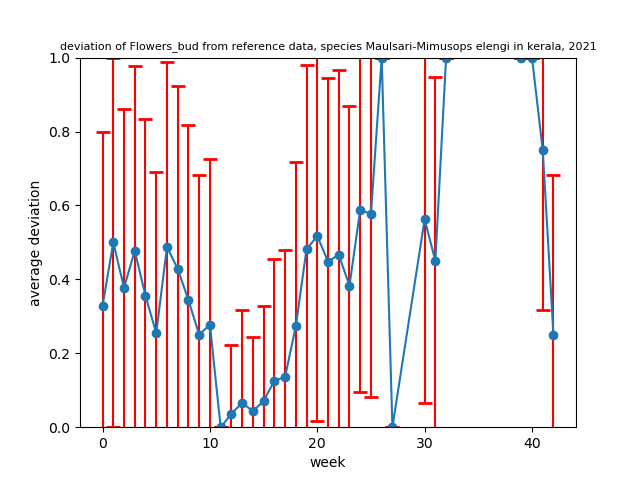 deviation of Flowers_bud from reference data, species Maulsari-Mimusops elengi in kerala, 2021
1.0
0.8
0.6
0.4
0.2
0.0
average deviation
0 10 20 30 40
week